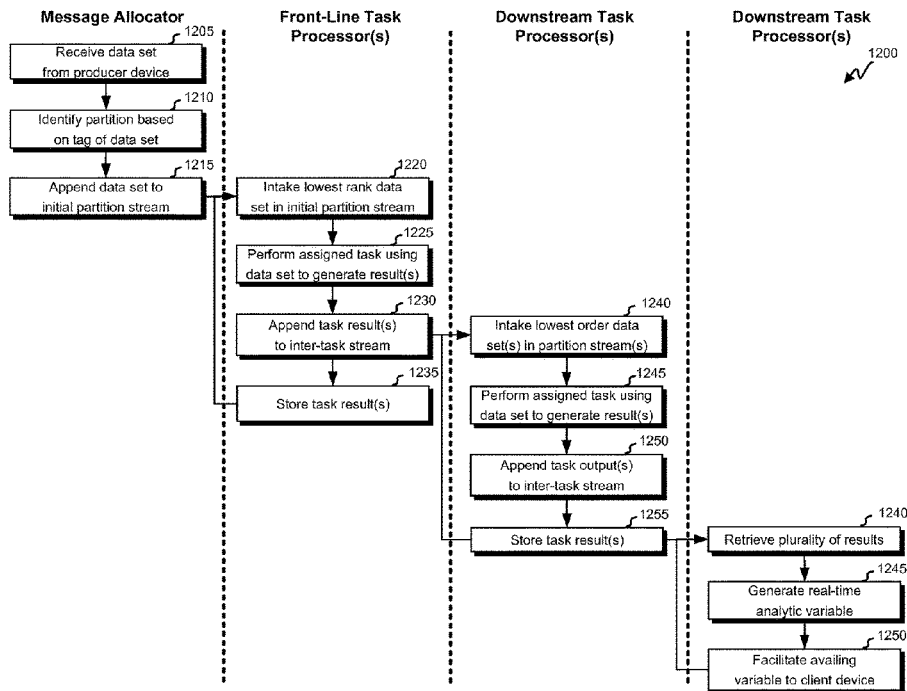 Message Allocator
1205
Receive data set
from producer device
1210
Identify partition based
on tag of data set
1215
Append data set to
initial partition stream
Front-Line Task
Processor(s)
1220
Intake lowest rank data
set in initial partition stream
1225
Perform assigned task using
data set to generate result(s)
1230
Append task result(s)
to inter-task stream
1235
Store task result(s)
Downstream Task
Processor(s)
1240
Intake lowest order data
set(s) in partition stream(s)
1245
Perform assigned task using
data set to generate result(s)
1250
Append task output(s)
to inter-task stream
1255
Store task result(s)
Downstream Task
Processor(s)
1200
1240
Retrieve plurality of results
1245
Generate real-time
analytic variable
1250
Facilitate availing
variable to client device